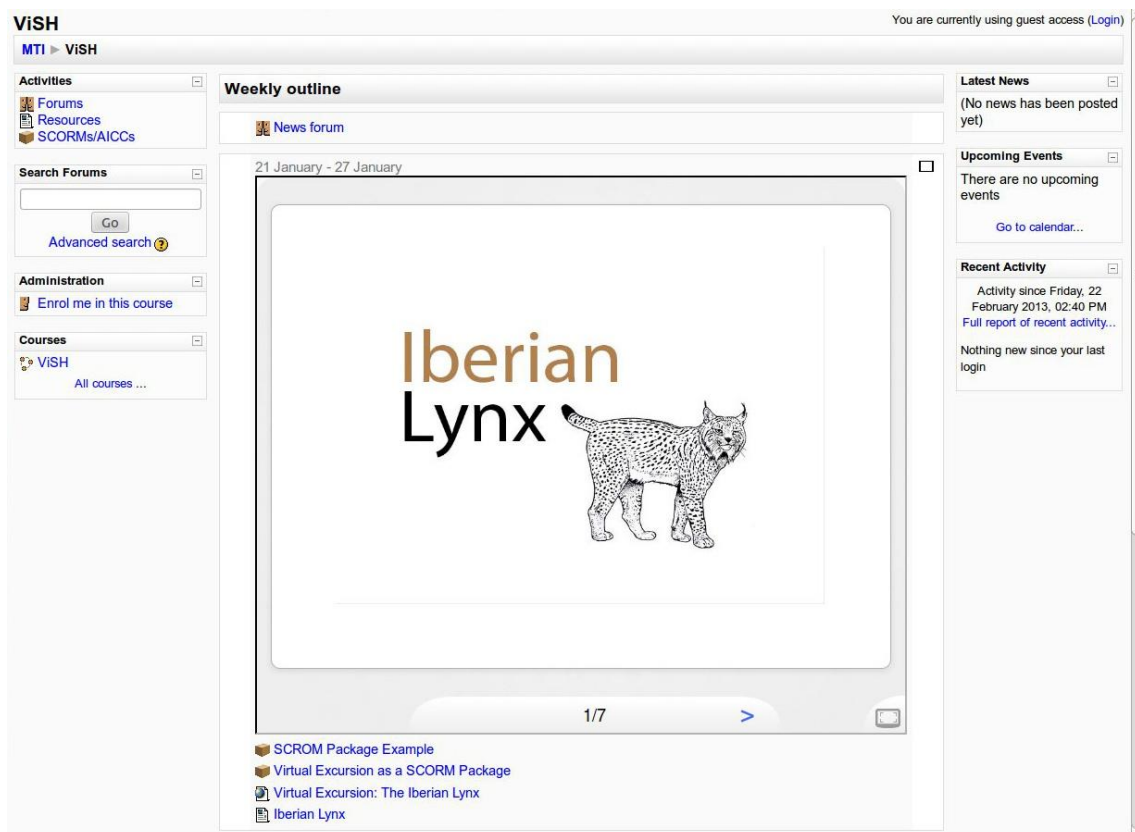 ViSH
You are currently using guest access (Login)
MTI ► ViSH
Activities
Forums
Resources
SCORMs/AICCs
Search Forums
Go
Advanced search
Administration
Enrol me in this course
Courses
ViSH
All courses ...
Weekly outline
News forum
21 January - 27 January
Iberian
Lynx
1/7 >
SCROM Package Example
Virtual Excursion as a SCORM Package
Virtual Excursion: The Iberian Lynx
Iberian Lynx
Latest News
(No news has been posted
yet)
Upcoming Events
There are no upcoming
events
Go to calendar...
Recent Activity
Activity since Friday, 22
February 2013, 02:40 PM
Full report of recent activity...
Nothing new since your last
login